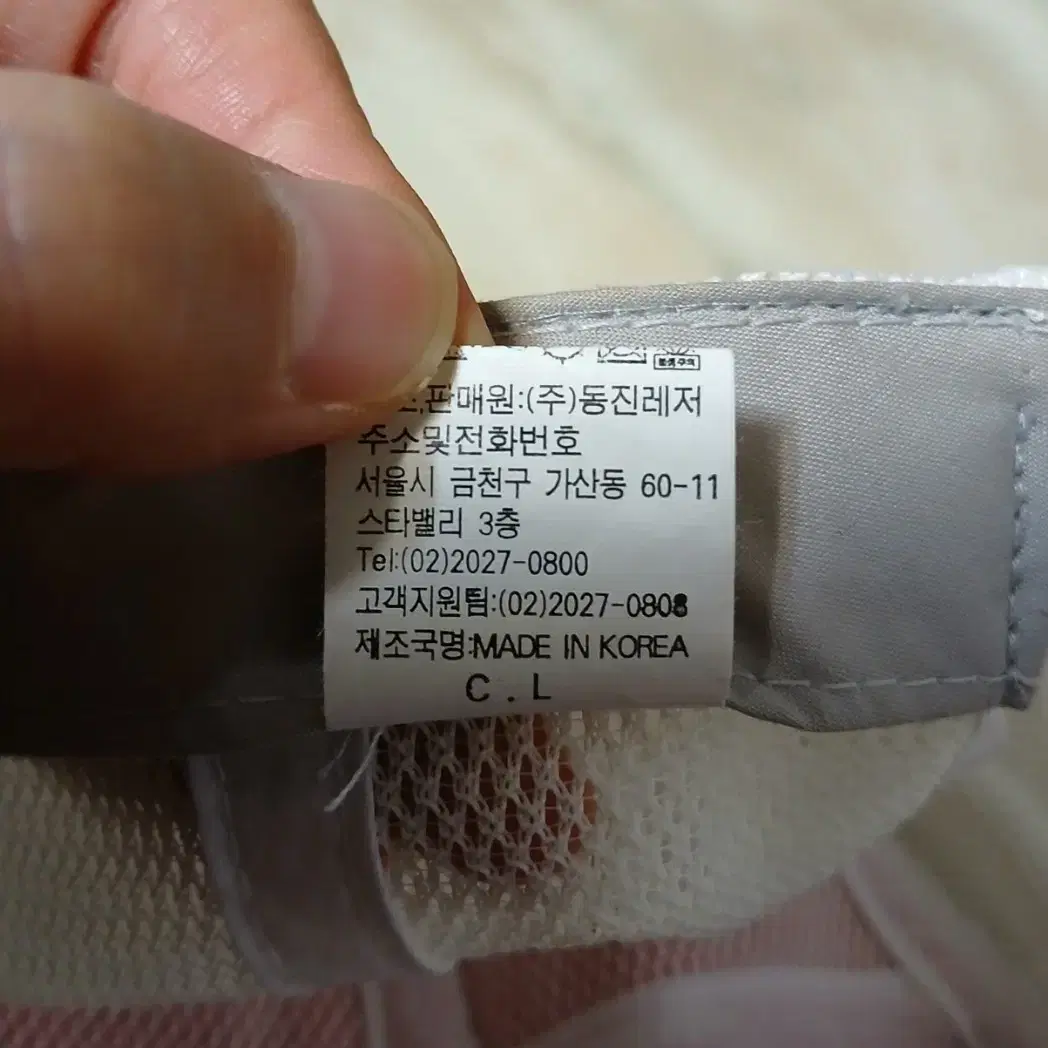 판매원:(주)동진레저
주소및전화번호
서울시 금천구 가산동 60-11
스타밸리 3층
Tel:(02)2027-0800
고객지원팀:(02)2027-0808
제조국명:MADE IN KOREA
C . L